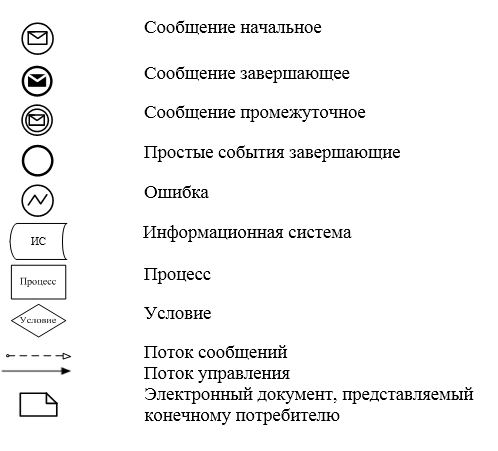 Сообщение начальное
Сообщение завершающее
Сообщение промежуточное
Простые события завершающие
Ошибка
ИС
Информационная система
Процесс
Процесс
Условие
Условие
Поток сообщений
Поток управления
Электронный документ, представляемый
конечному потребителю